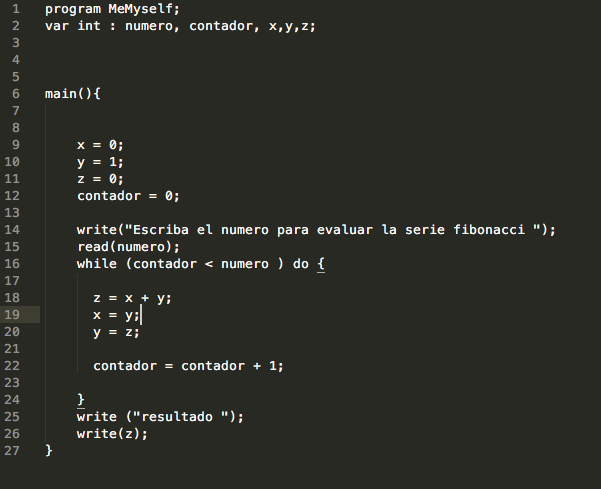 1 program MeMyself;
2 var int : numero, contador, x,y,z;
3
4
5
6 main(){
7
8
9 x = 0;
10 y = 1;
11 z = 0;
12 contador = 0;
13
14 write("Escriba el numero para evaluar la serie fibonacci ");
15 read(numero);
16 while (contador < numero ) do {
17
18 z = x + y;
19 x = y;
20 y = z;
21
22 contador = contador + 1;
23
24 }
25 write ("resultado ");
26 write(z);
27 }